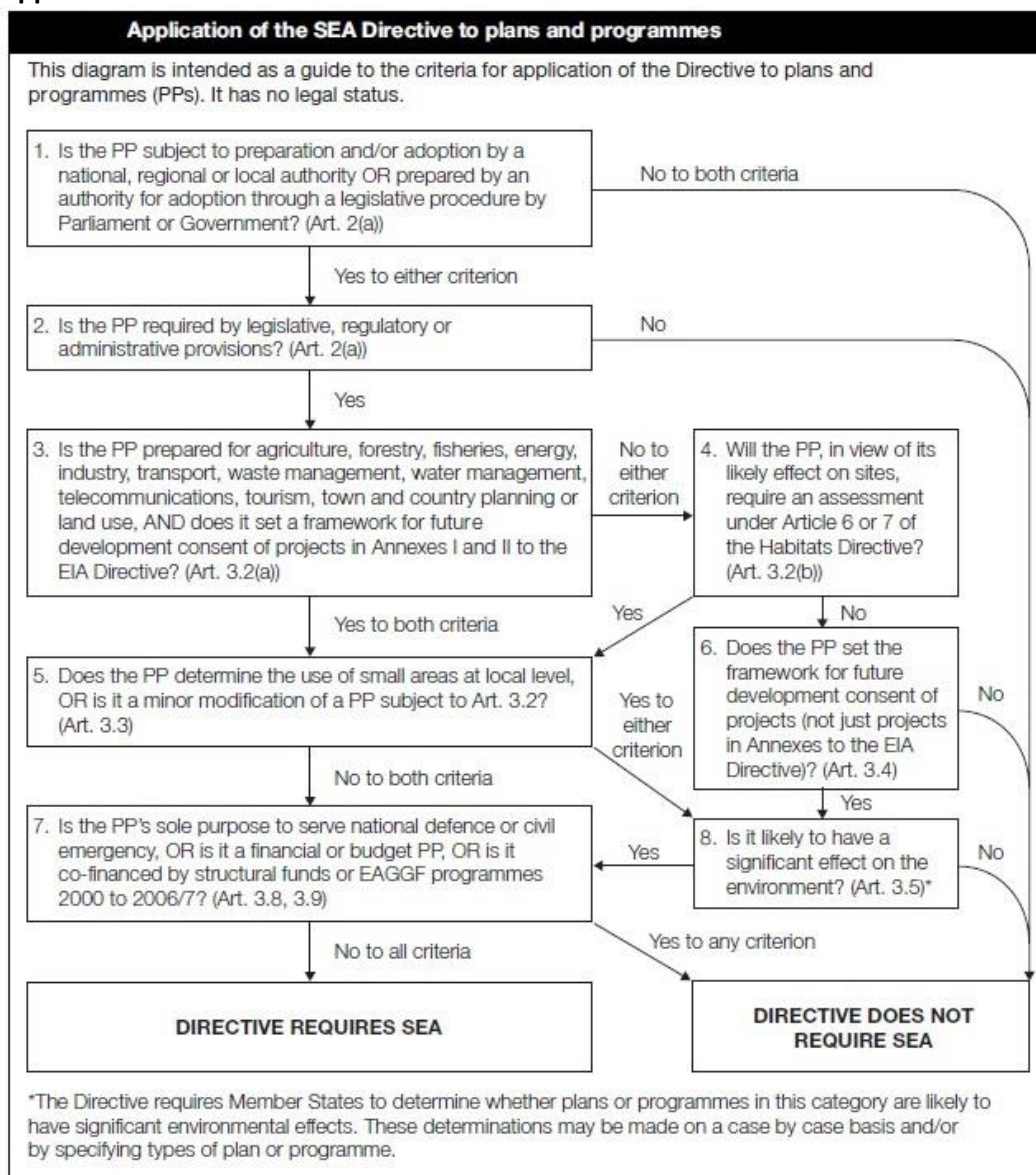 Application of the SEA Directive to plans and programmes
This diagram is intended as a guide to the criteria for application of the Directive to plans and
programmes (PPs). It has no legal status.
1. Is the PP subject to preparation and/or adoption by a
national, regional or local authority OR prepared by an
authority for adoption through a legislative procedure by
Parliament or Government? (Art. 2(a))
No to both criteria
Yes to either criterion
2. Is the PP required by legislative, regulatory or
administrative provisions? (Art. 2(a))
No
Yes
3. Is the PP prepared for agriculture, forestry, fisheries, energy,
industry, transport, waste management, water management,
telecommunications, tourism, town and country planning or
land use, AND does it set a framework for future
development consent of projects in Annexes I and II to the
EIA Directive? (Art. 3.2(a))
No to
either
criterion
4. Will the PP, in view of its
likely effect on sites,
require an assessment
under Article 6 or 7 of
the Habitats Directive?
(Art. 3.2(b))
Yes to both criteria
Yes
No
5. Does the PP determine the use of small areas at local level,
OR is it a minor modification of a PP subject to Art. 3.2?
(Art. 3.3)
Yes to
either
criterion
6. Does the PP set the
framework for future
development consent of
projects (not just projects
in Annexes to the EIA
Directive)? (Art. 3.4)
No
No to both criteria
Yes
7. Is the PP's sole purpose to serve national defence or civil
emergency, OR is it a financial or budget PP, OR is it
co-financed by structural funds or EAGGF programmes
2000 to 2006/7? (Art. 3.8, 3.9)
Yes
8. Is it likely to have a
significant effect on the
environment? (Art. 3.5)*
No
No to all criteria
Yes to any criterion
DIRECTIVE REQUIRES SEA
DIRECTIVE DOES NOT
REQUIRE SEA
*The Directive requires Member States to determine whether plans or programmes in this category are likely to
have significant environmental effects. These determinations may be made on a case by case basis and/or
by specifying types of plan or programme.